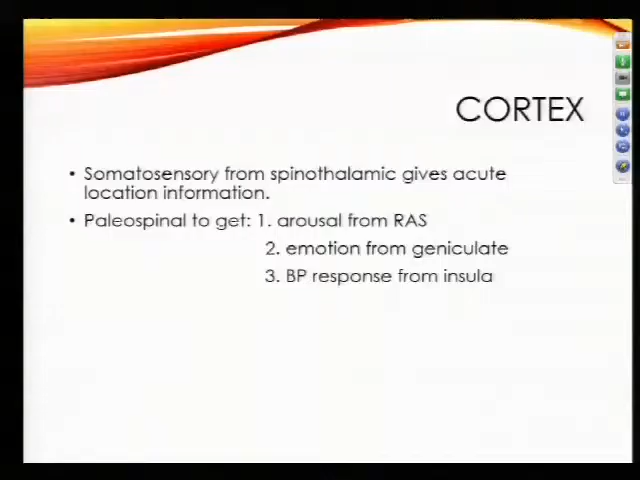 CORTEX
• Somatosensory from spinothalamic gives acute
location information.
• Paleospinal to get: 1. arousal from RAS
2. emotion from geniculate
3. BP response from insula